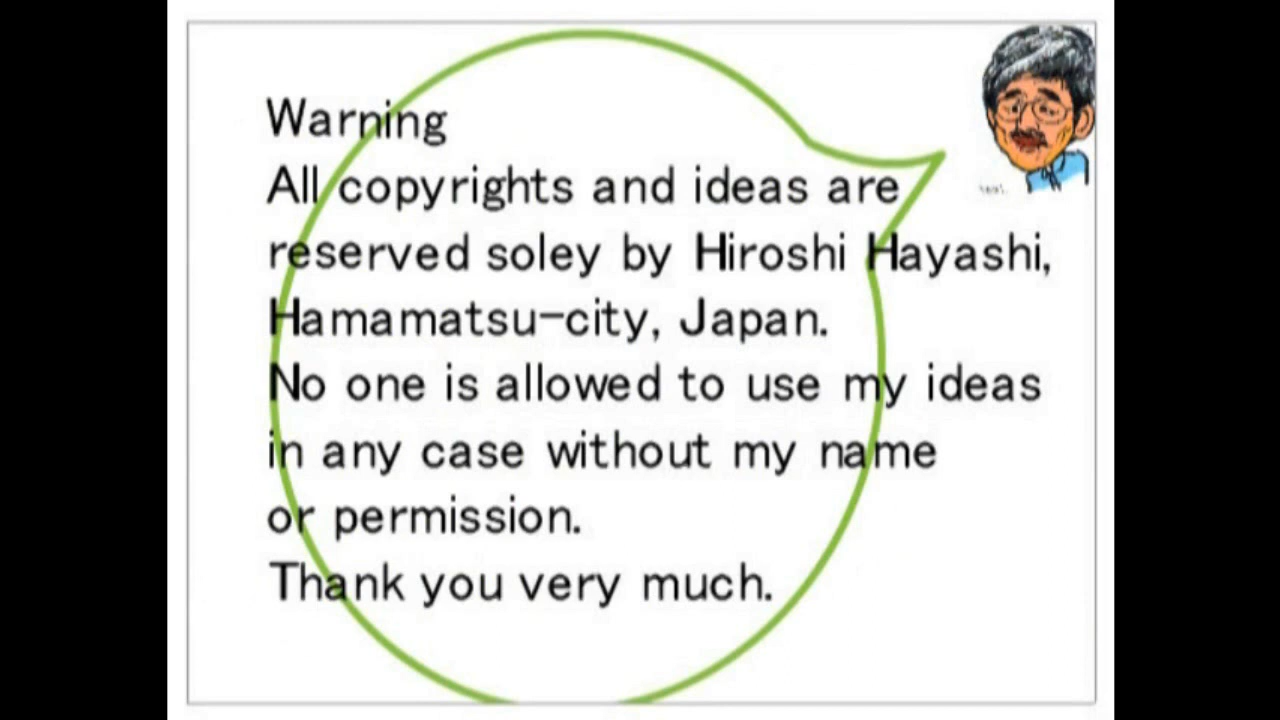 Warning
All copyrights and ideas are
reserved soley by Hiroshi Hayashi,
Hamamatsu-city, Japan.
No one is allowed to use my ideas
in any case without my name
or permission.
Thank you very much.